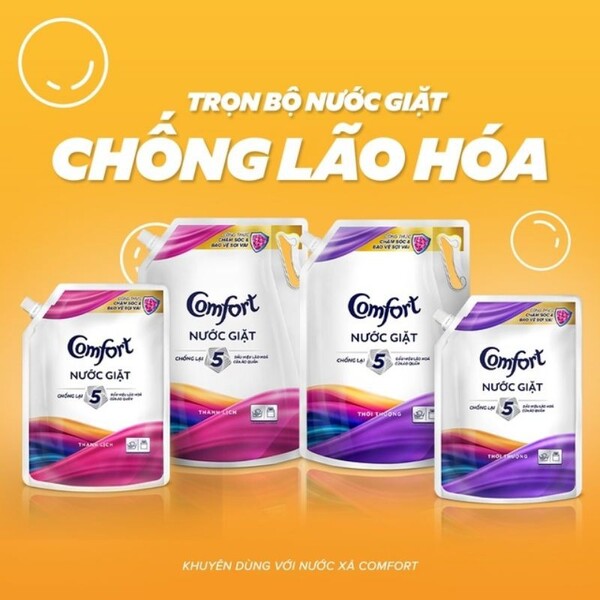 TRỌN BỘ NƯỚC GIẶT
CHỐNG LÃO HÓA
CÔNG THỨC
CHĂM SÓC &
BẢO VỆ SỢI VẢI
Comfort
NƯỚC GIẶT
CHỐNG LẠI 5 DẤU HIỆU LÃO HOÁ
CỦA ÁO QUẦN
THANH LỊCH
CÔNG THỨC
CHĂM SÓC &
BẢO VỆ SỢI VẢI
Comfort
NƯỚC GIẶT
CHỐNG LẠI 5 DẤU HIỆU LÃO HOÁ
CỦA ÁO QUẦN
THỜI THƯỢNG
CÔNG THỨC
CHĂM SÓC &
BẢO VỆ SỢI VẢI
Comfort
NƯỚC GIẶT
CHỐNG LẠI 5 DẤU HIỆU LÃO HOÁ
CỦA ÁO QUẦN
THANH LỊCH
CÔNG THỨC
CHĂM SÓC &
BẢO VỆ SỢI VẢI
Comfort
NƯỚC GIẶT
CHỐNG LẠI 5 DẤU HIỆU LÃO HOÁ
CỦA ÁO QUẦN
THỜI THƯỢNG
KHUYÊN DÙNG VỚI NƯỚC XẢ COMFORT